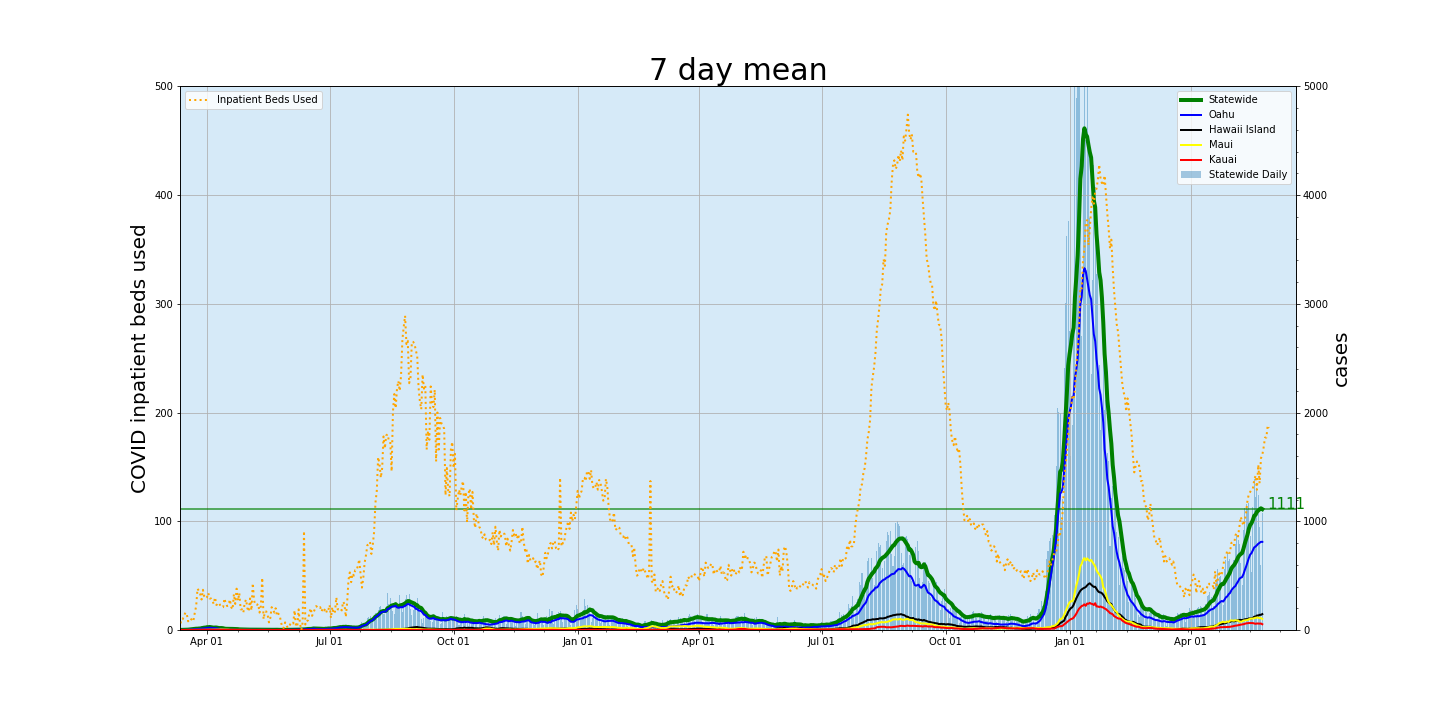 7 day mean
Inpatient Beds Used
Statewide
Oahu
Hawaii Island
Maui
Kauai
Statewide Daily
COVID inpatient beds used
500
400
300
200
100
0
5000
4000
3000
2000
1000
0
cases
1111
Apr 01 Jul 01 Oct 01 Jan 01 Apr 01 Jul 01 Oct 01 Jan 01 Apr 01